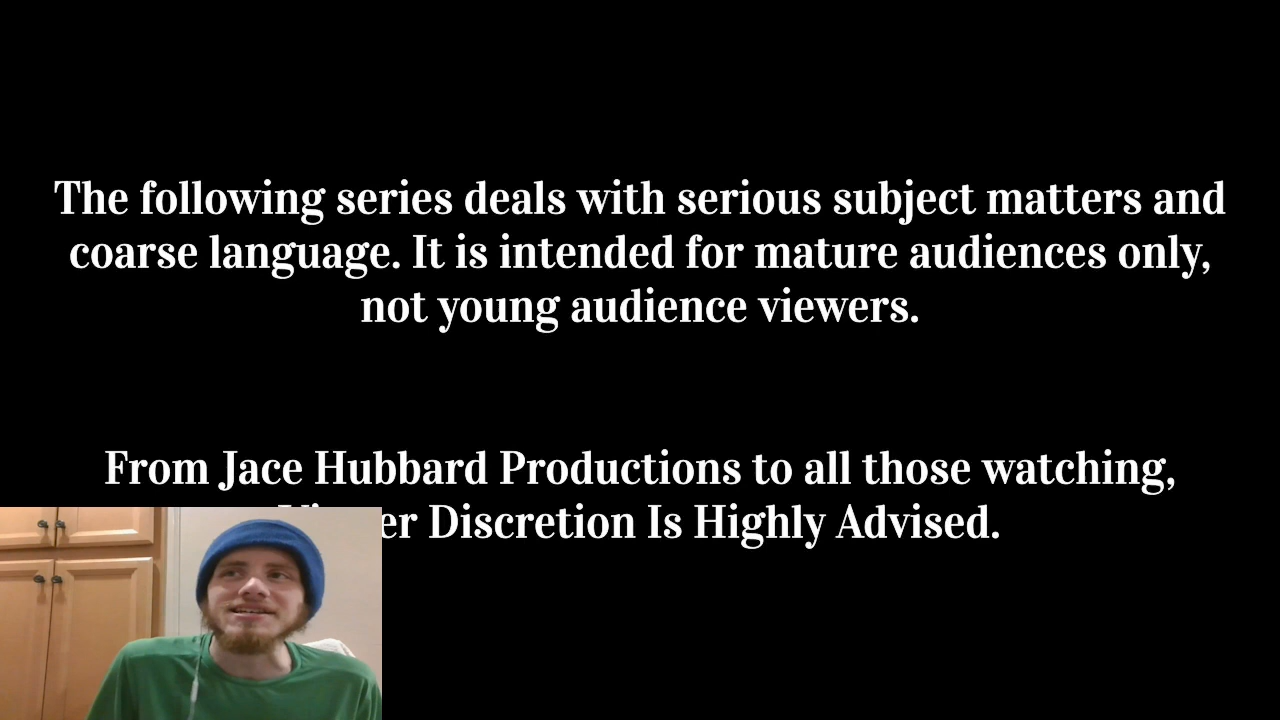 The following series deals with serious subject matters and
coarse language. It is intended for mature audiences only,
not young audience viewers.
From Jace Hubbard Productions to all those watching,
Discretion Is Highly Advised.